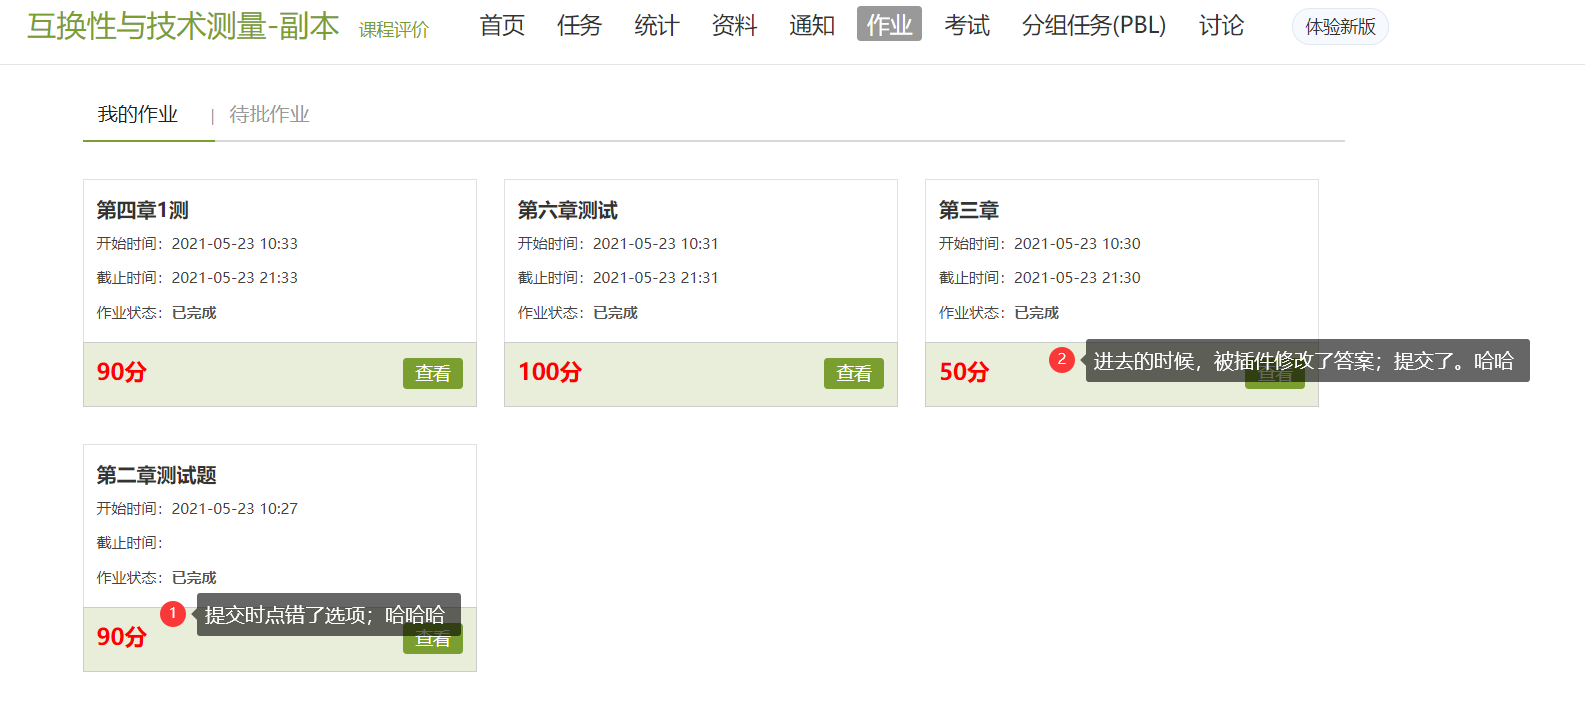 互换性与技术测量-副本 课程评价 首页 任务 统计 资料 通知 作业 考试 分组任务(PBL) 讨论 体验新版
我的作业 | 待批作业
第四章1测
开始时间：2021-05-23 10:33
截止时间：2021-05-23 21:33
作业状态：已完成
90分 查看
第六章测试
开始时间：2021-05-23 10:31
截止时间：2021-05-23 21:31
作业状态：已完成
100分 查看
第三章
开始时间：2021-05-23 10:30
截止时间：2021-05-23 21:30
作业状态：已完成
2 进去的时候，被插件修改了答案；提交了。哈哈
50分 查看
第二章测试题
开始时间：2021-05-23 10:27
截止时间：
作业状态：已完成
1 提交时点错了选项；哈哈哈
90分 查看